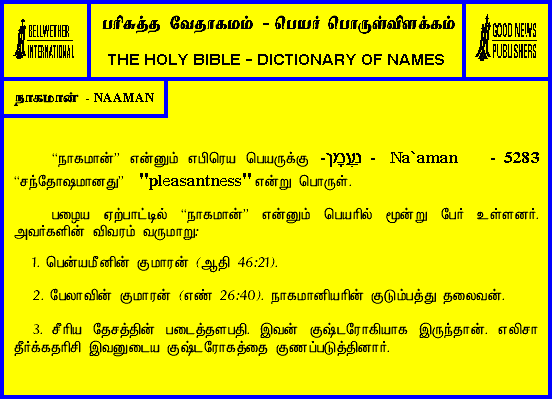 BELLWETHER
INTERNATIONAL
பரிசுத்த வேதாகமம் - பெயர் பொருள்விளக்கம்
THE HOLY BIBLE - DICTIONARY OF NAMES
GOOD NEWS
PUBLISHERS
நாகமான் - NAAMAN
“நாகமான்” என்னும் எபிரெய பெயருக்கு -נַעֲמָן - Na`aman - 5283
“சந்தோஷமானது” "pleasantness" என்று பொருள்.
பழைய ஏற்பாட்டில் “நாகமான்” என்னும் பெயரில் மூன்று பேர் உள்ளனர்.
அவர்களின் விவரம் வருமாறு:
1. பென்யமீனின் குமாரன் (ஆதி 46:21).
2. பேலாவின் குமாரன் (எண் 26:40). நாகமானியரின் குடும்பத்து தலைவன்.
3. சீரிய தேசத்தின் படைத்தளபதி. இவன் குஷ்டரோகியாக இருந்தான். எலிசா
தீர்க்கதரிசி இவனுடைய குஷ்டரோகத்தை குணப்படுத்தினார்.